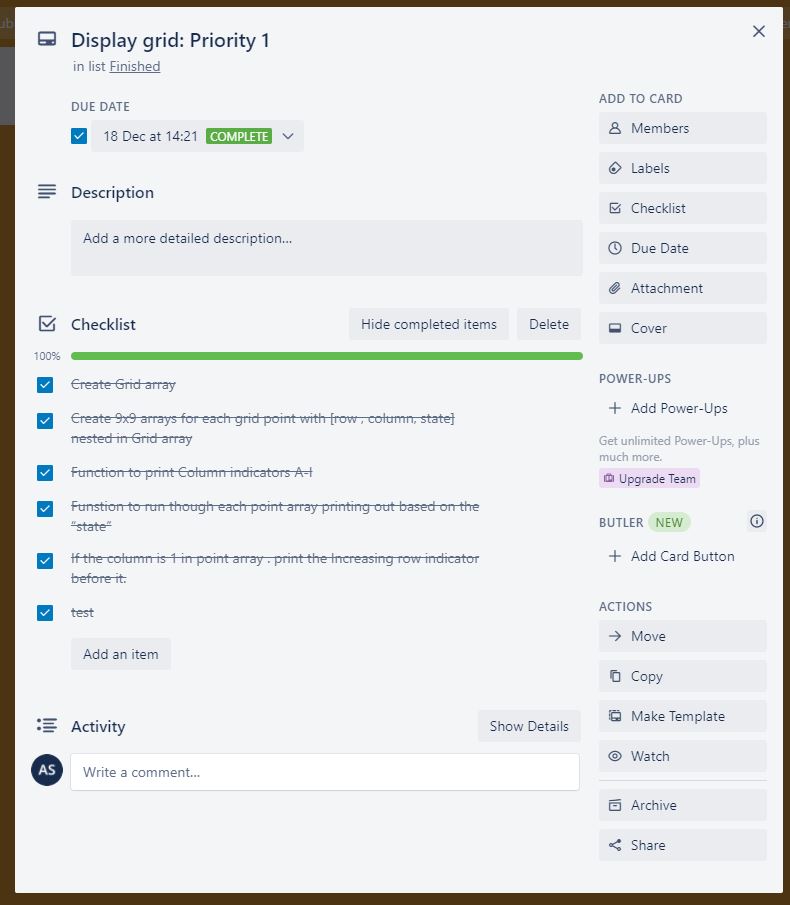 Display grid: Priority 1
in list Finished
DUE DATE
18 Dec at 14:21 COMPLETE
Description
Add a more detailed description...
Checklist
Hide completed items
Delete
100%
Create Grid array
Create 9x9 arrays for each grid point with [row , column, state]
nested in Grid array
Function to print Column indicators A-I
Funstion to run though each point array printing out based on the
"state"
If the column is 1 in point array . print the Increasing row indicator
before it.
test
Add an item
Activity
Show Details
AS
Write a comment...
ADD TO CARD
Members
Labels
Checklist
Due Date
Attachment
Cover
POWER-UPS
Add Power-Ups
Get unlimited Power-Ups, plus
much more.
Upgrade Team
BUTLER NEW
Add Card Button
ACTIONS
Move
Copy
Make Template
Watch
Archive
Share